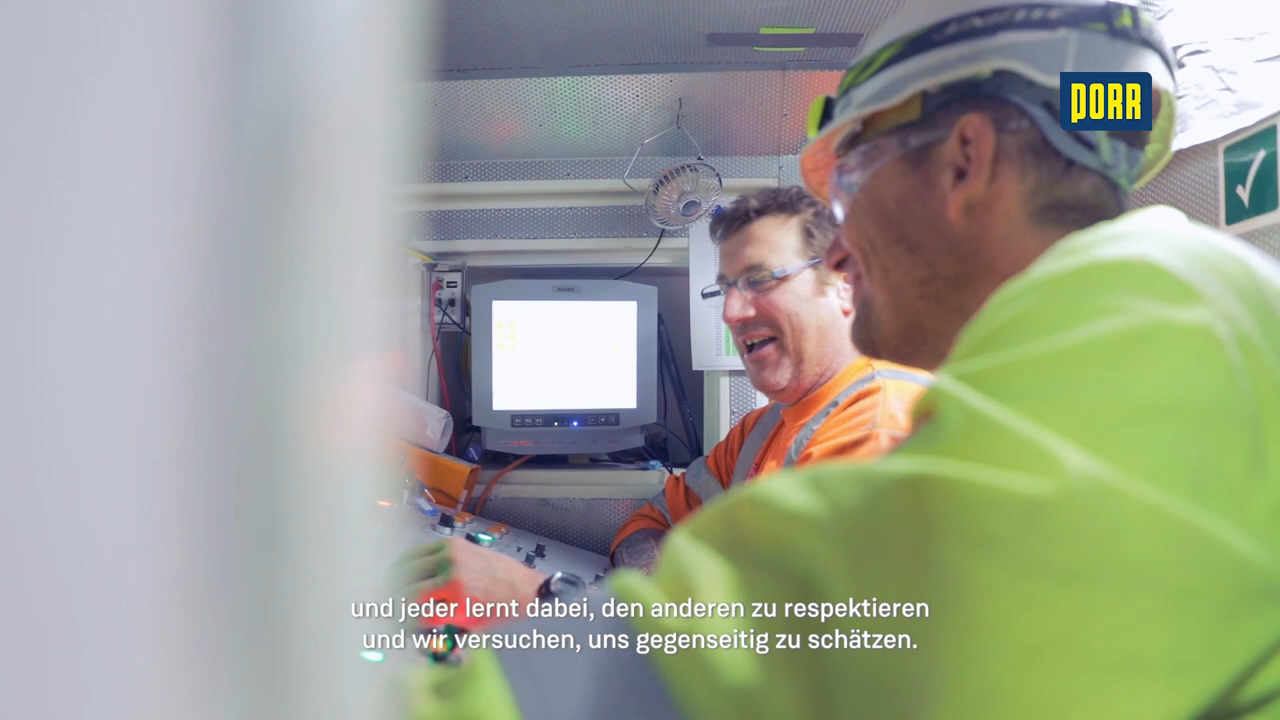 PORR
und jeder lernt dabei, den anderen zu respektieren
und wir versuchen, uns gegenseitig zu schätzen.